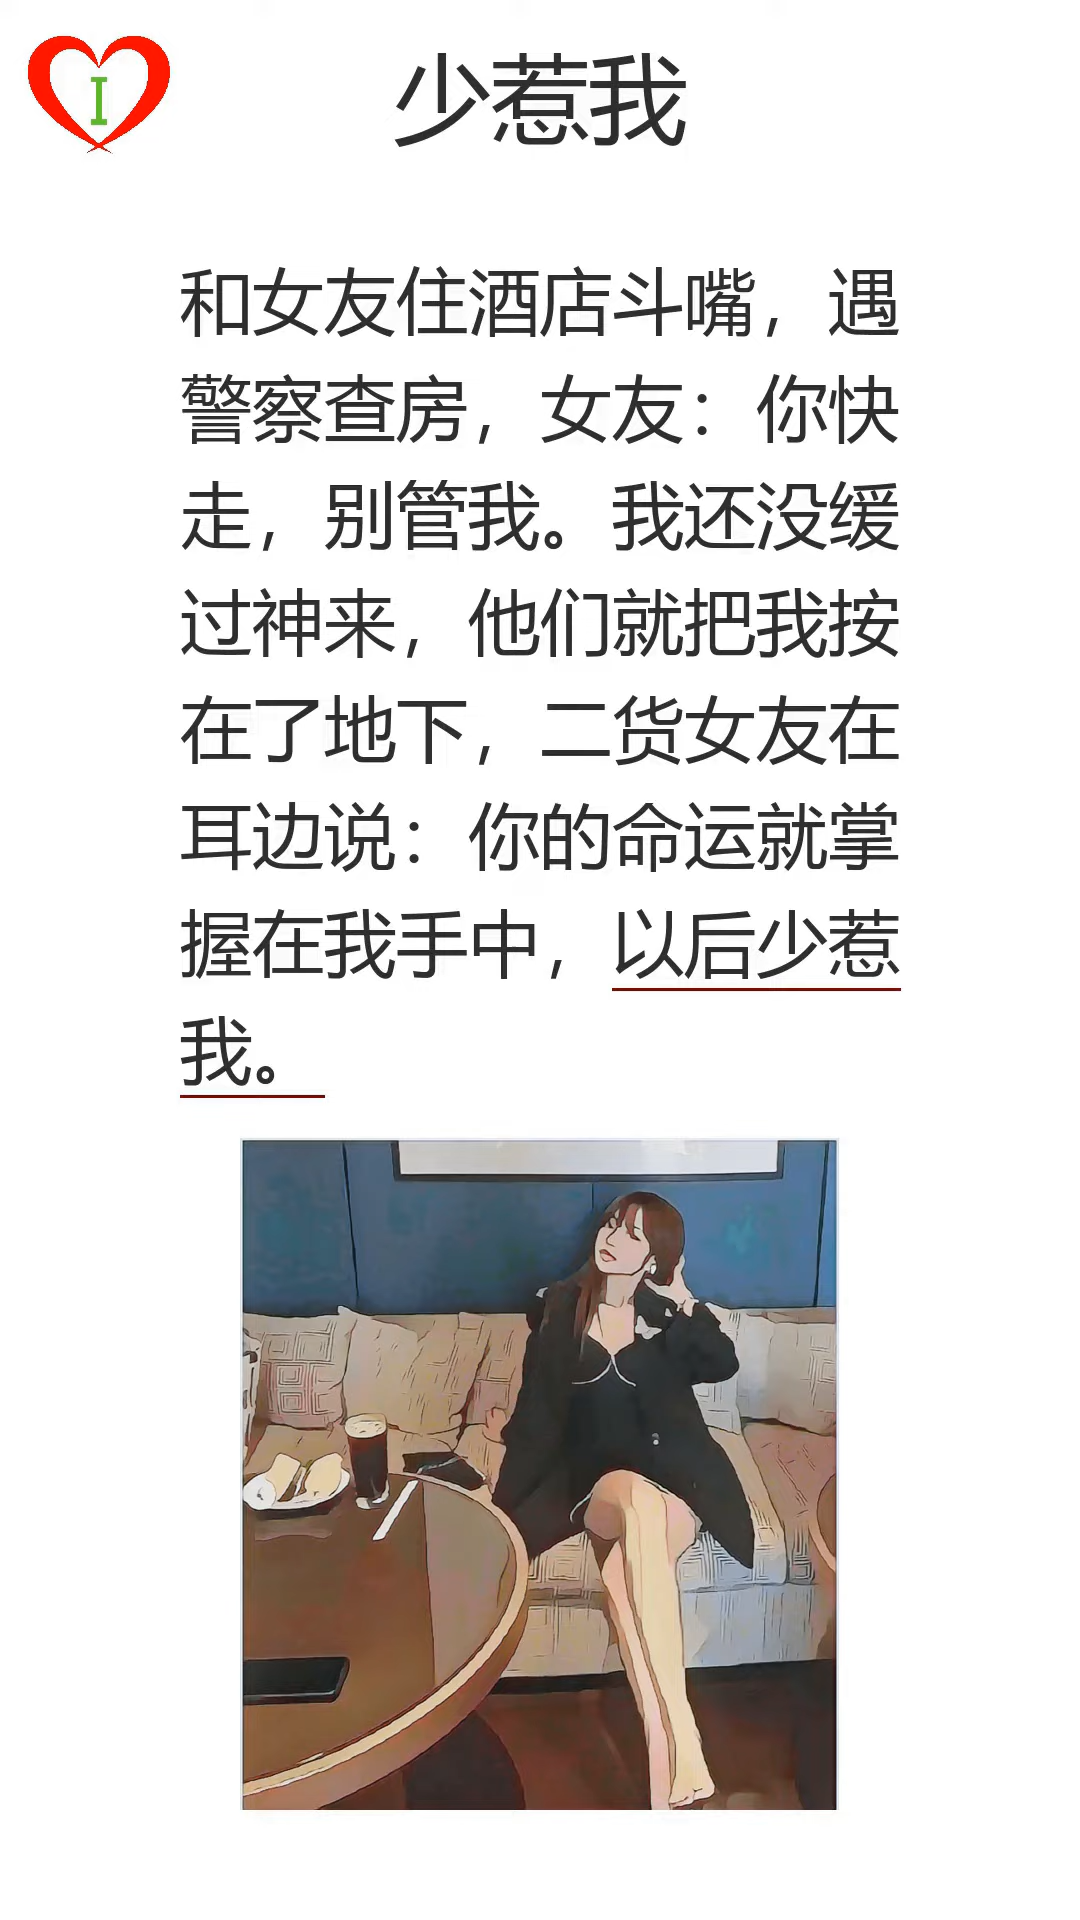 I
少惹我
和女友住酒店斗嘴，遇
警察查房，女友：你快
走，别管我。我还没缓
过神来，他们就把我按
在了地下，二货女友在
耳边说：你的命运就掌
握在我手中，以后少惹
我。